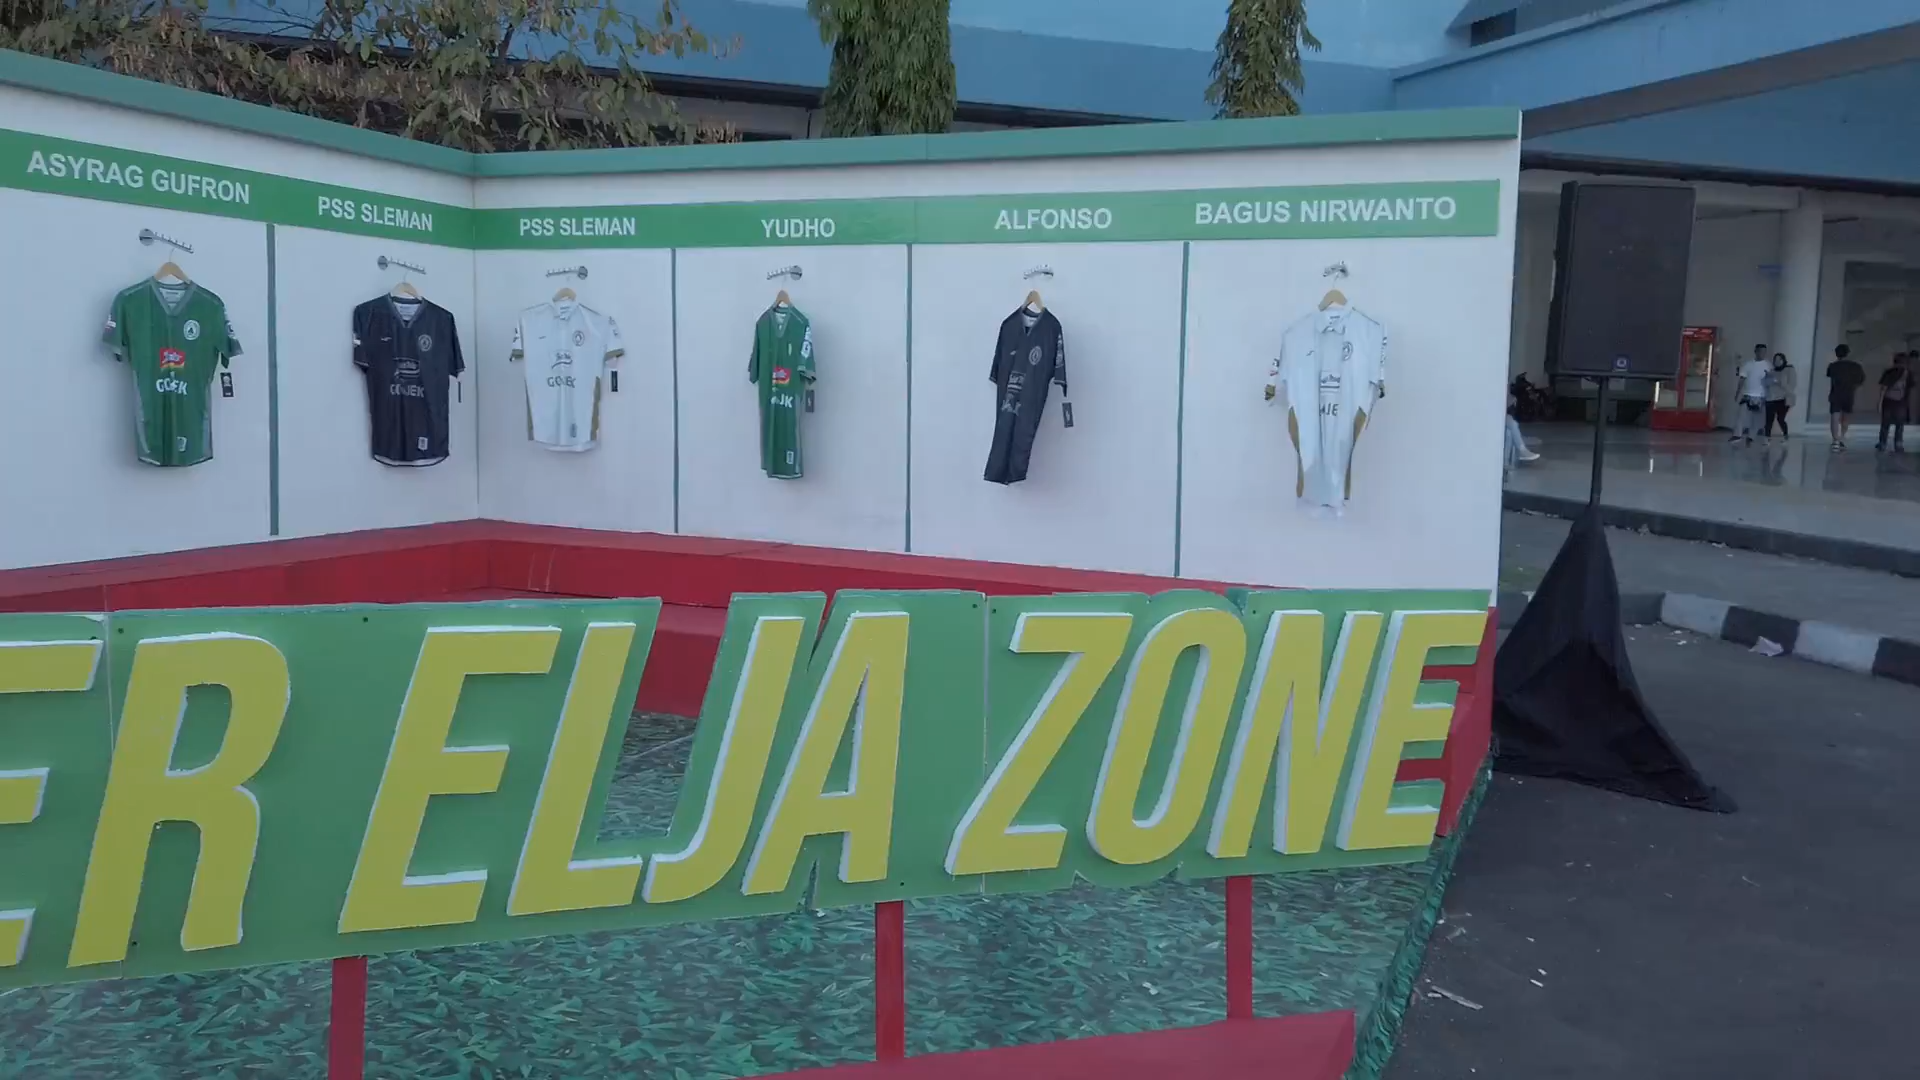 ASYRAG GUFRON
PSS SLEMAN
PSS SLEMAN
YUDHO
ALFONSO
BAGUS NIRWANTO
GOJEK
GOJEK
GOJEK
ER ELJA ZONE